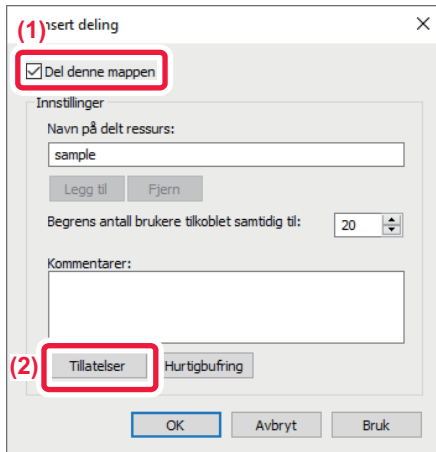 (1)
nsert deling
Del denne mappen
Innstillinger
Navn på delt ressurs:
sample
Legg til Fjern
Begrens antall brukere tilkoblet samtidig til: 20
Kommentarer:
(2)
Tillatelser Hurtigbufring
OK Avbryt Bruk